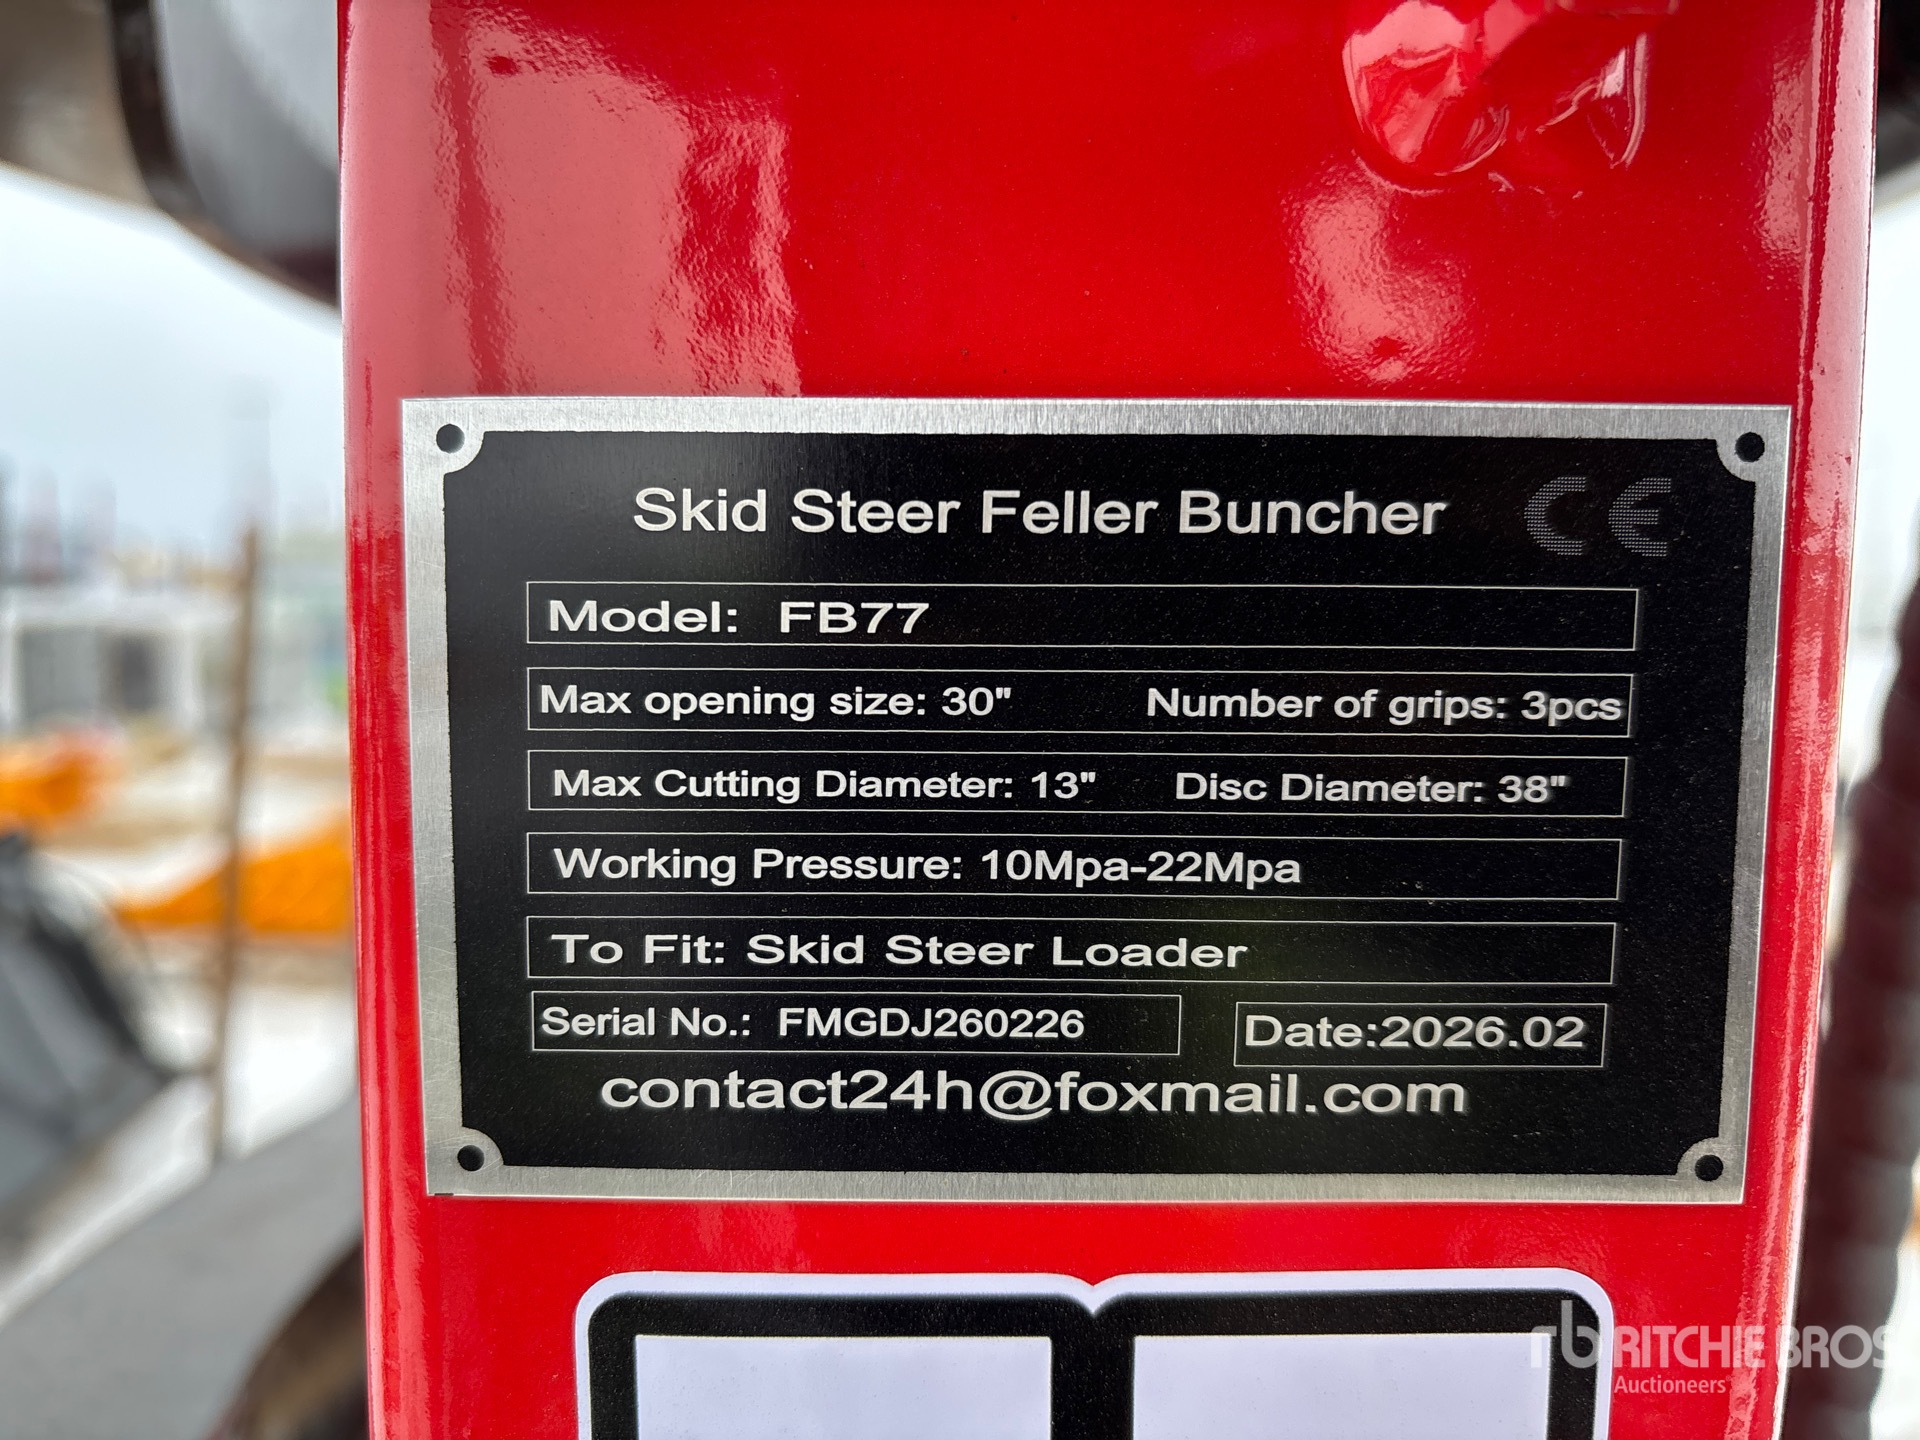 Skid Steer Feller Buncher CE
Model: FB77
Max opening size: 30" Number of grips: 3pcs
Max Cutting Diameter: 13" Disc Diameter: 38"
Working Pressure: 10Mpa-22Mpa
To Fit: Skid Steer Loader
Serial No.: FMGDJ260226 Date:2026.02
contact24h@foxmail.com
rb RITCHIE BROS
Auctioneers